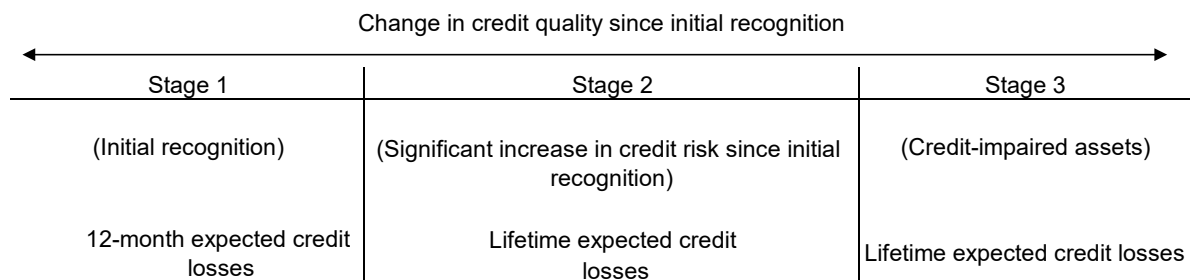 Change in credit quality since initial recognition
Stage 1
Stage 2
Stage 3
(Initial recognition)
(Significant increase in credit risk since initial
recognition)
(Credit-impaired assets)
12-month expected credit
losses
Lifetime expected credit
losses
Lifetime expected credit losses